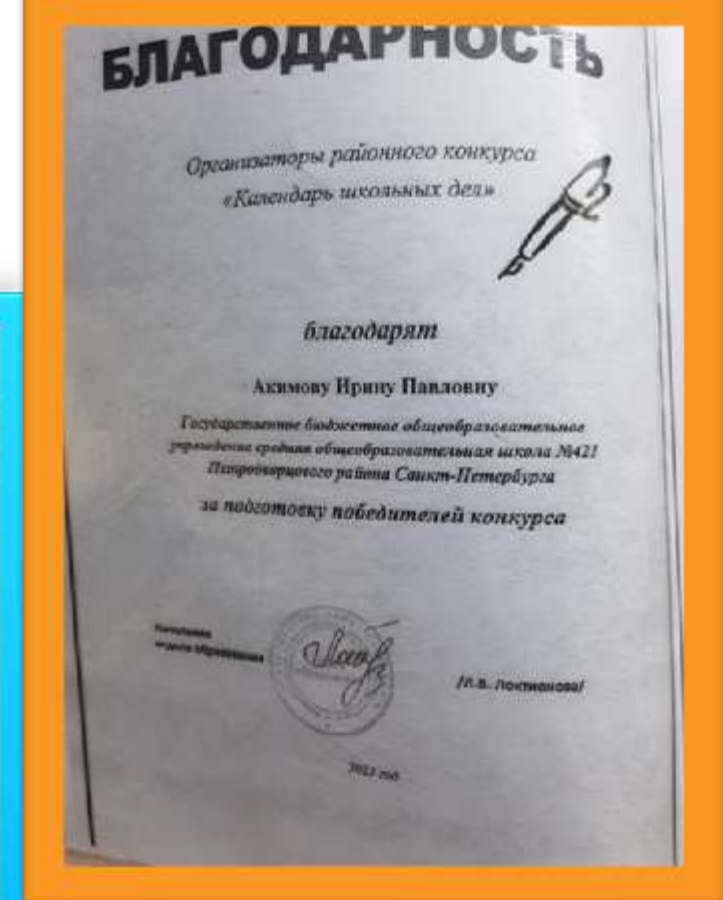 БЛАГОДАРНОСТЬ
Организаторы районного конкурса
«Календарь школьных дел»
благодарят
Акимову Ирину Павловну
Государственное бюджетное общеобразовательное
учреждение средняя общеобразовательная школа №421
Петродворцового района Санкт-Петербурга
за подготовку победителей конкурса
Начальник
отдела образования
/Л.В. Локтионова/
год